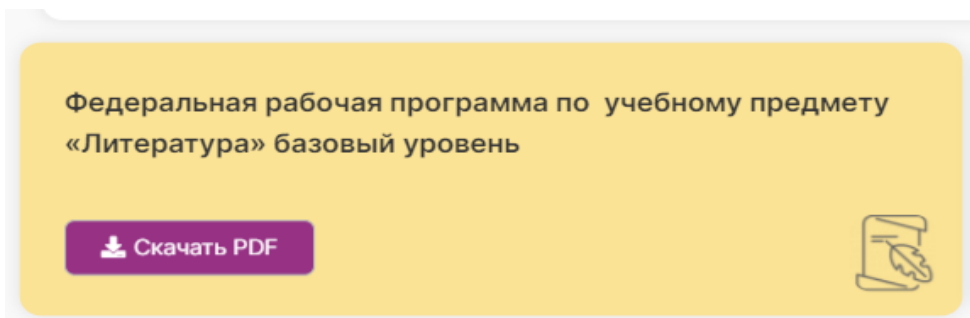 Федеральная рабочая программа по учебному предмету
«Литература» базовый уровень
Скачать PDF